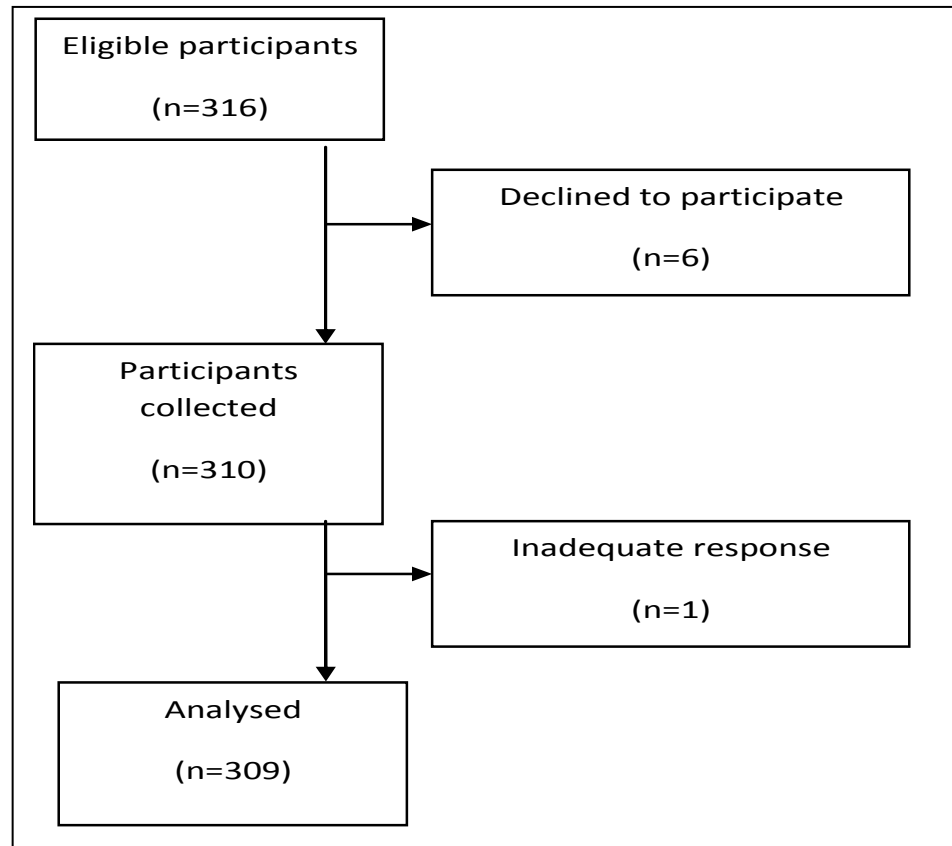 Eligible participants
(n=316)
Declined to participate
(n=6)
Participants
collected
(n=310)
Inadequate response
(n=1)
Analysed
(n=309)